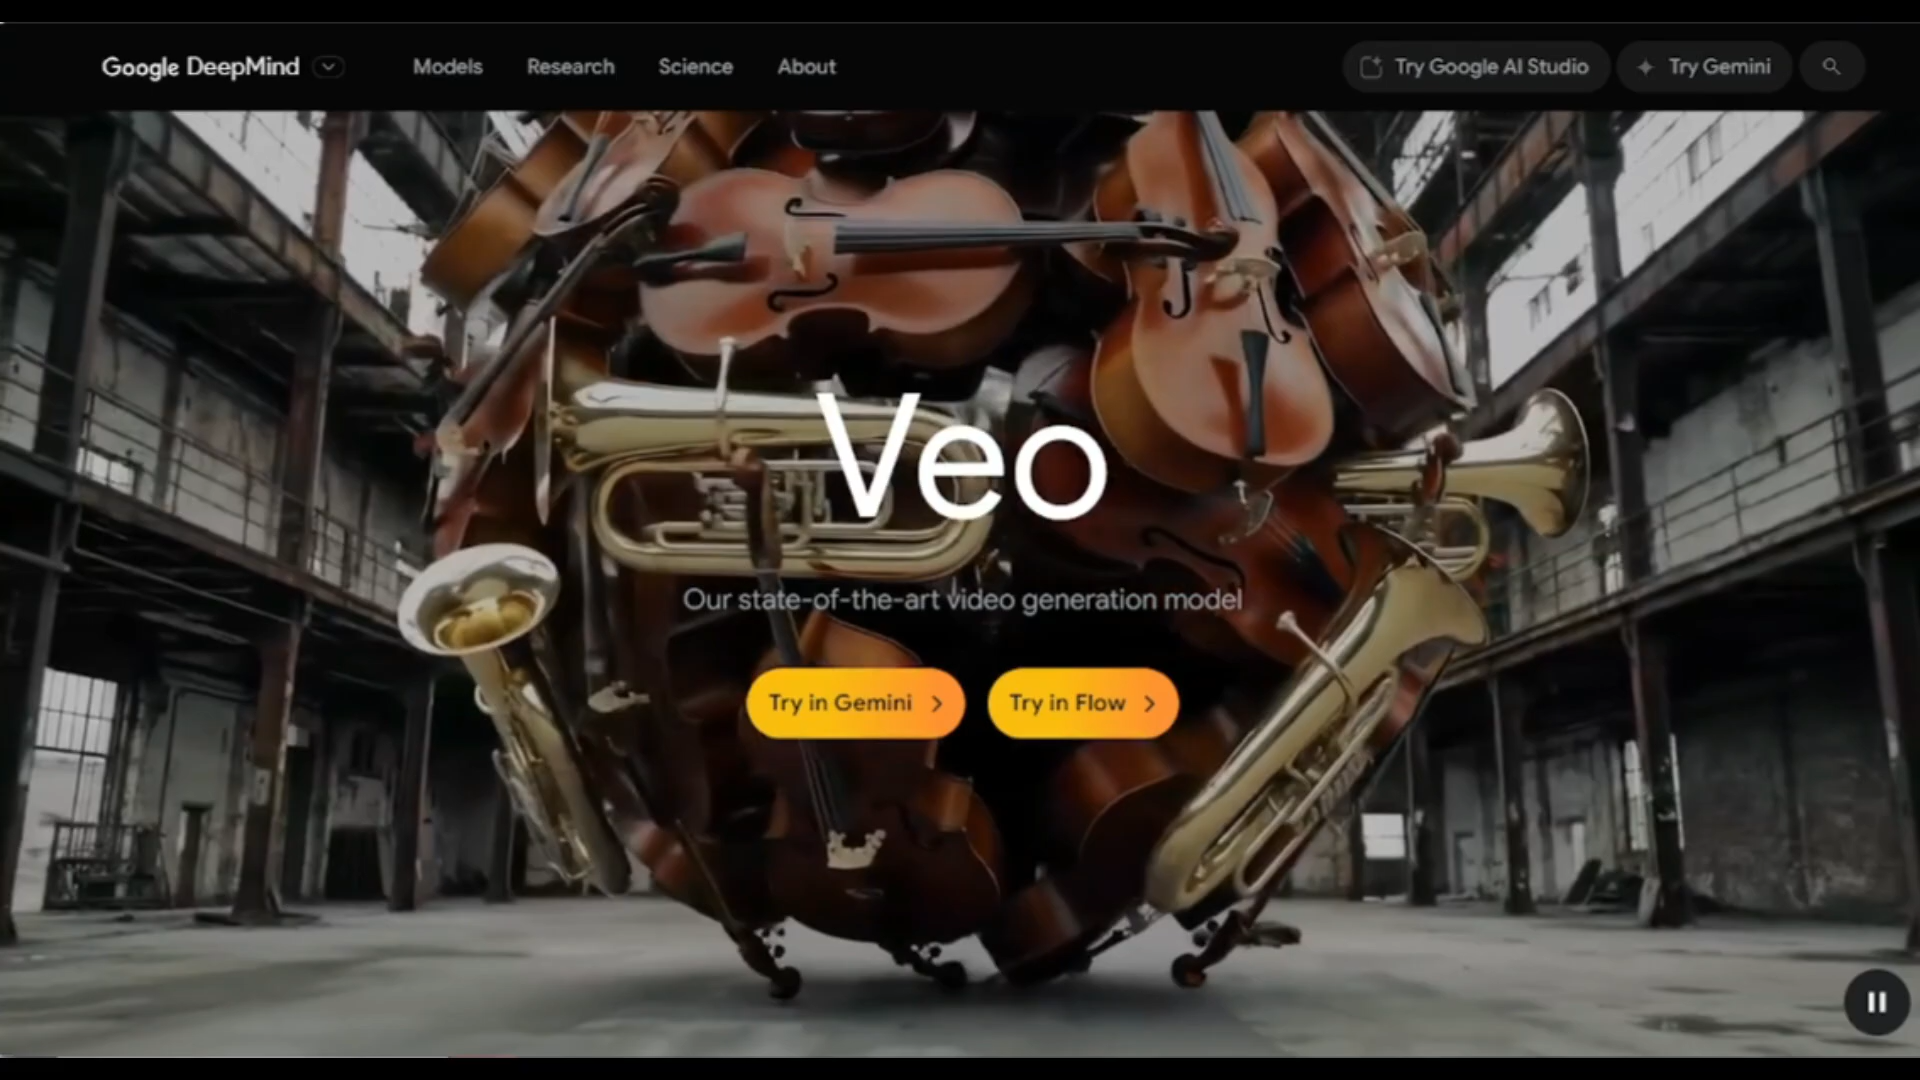 Google DeepMind
Models
Research
Science
About
Try Google AI Studio
Try Gemini
Veo
Our state-of-the-art video generation model
Try in Gemini
Try in Flow